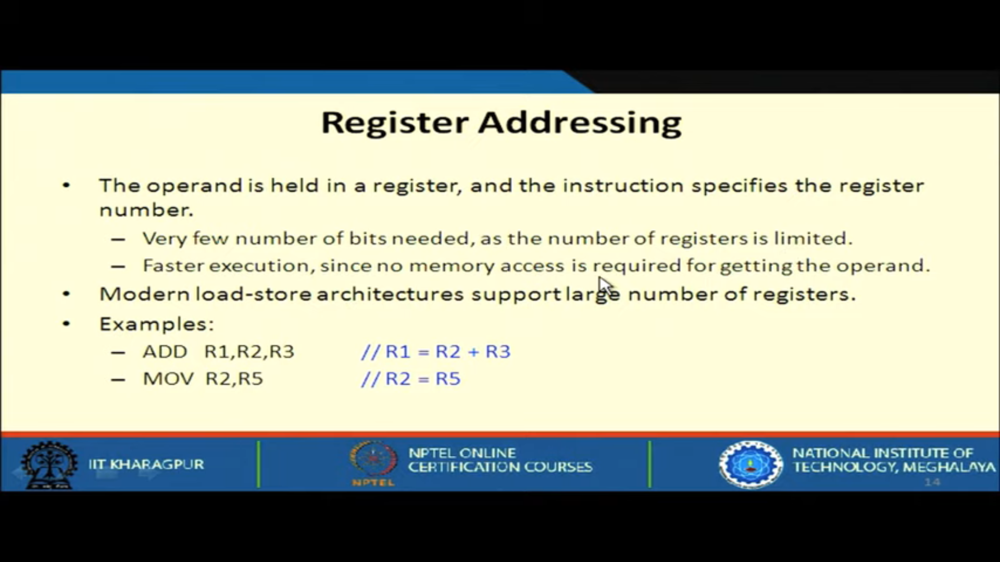 Register Addressing
• The operand is held in a register, and the instruction specifies the register
number.
– Very few number of bits needed, as the number of registers is limited.
– Faster execution, since no memory access is required for getting the operand.
• Modern load-store architectures support large number of registers.
• Examples:
– ADD R1,R2,R3 // R1 = R2 + R3
– MOV R2,R5 // R2 = R5
IIT KHARAGPUR
NPTEL
NPTEL ONLINE
CERTIFICATION COURSES
NATIONAL INSTITUTE OF
TECHNOLOGY, MEGHALAYA
14